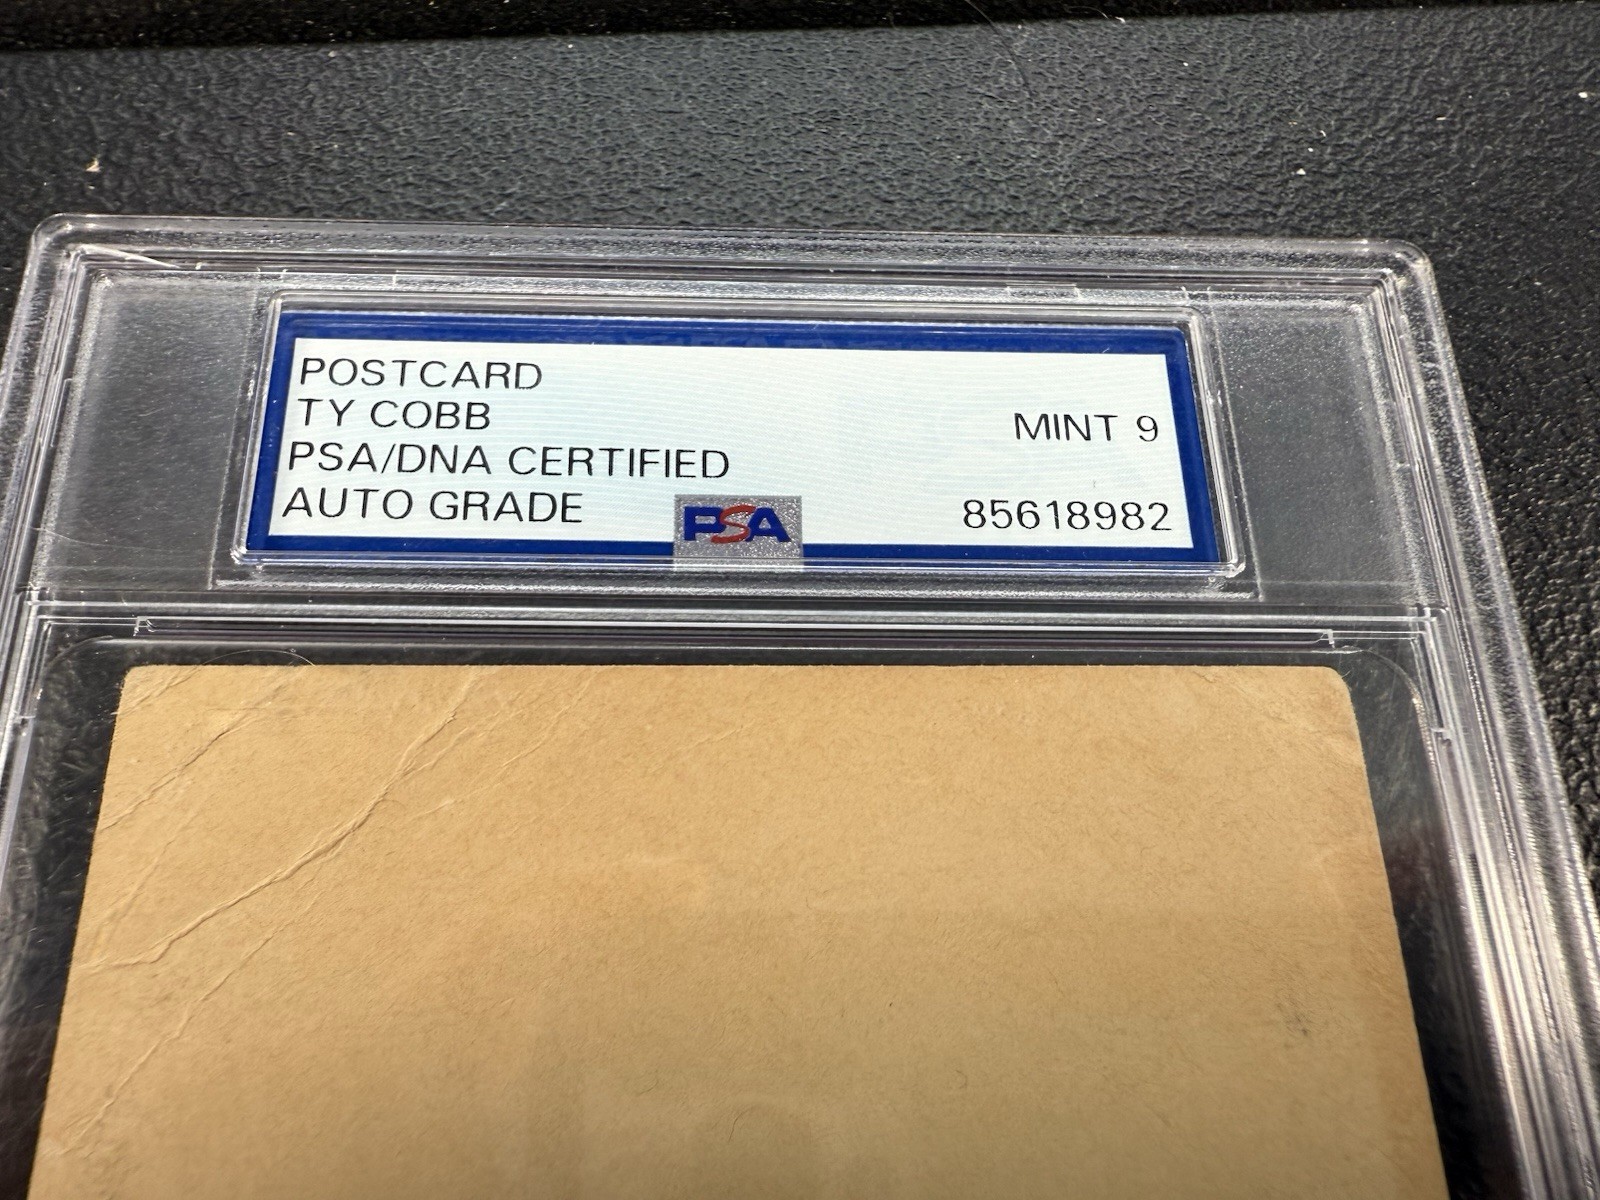 POSTCARD
TY COBB
MINT 9
PSA/DNA CERTIFIED
AUTO GRADE
PSA
85618982